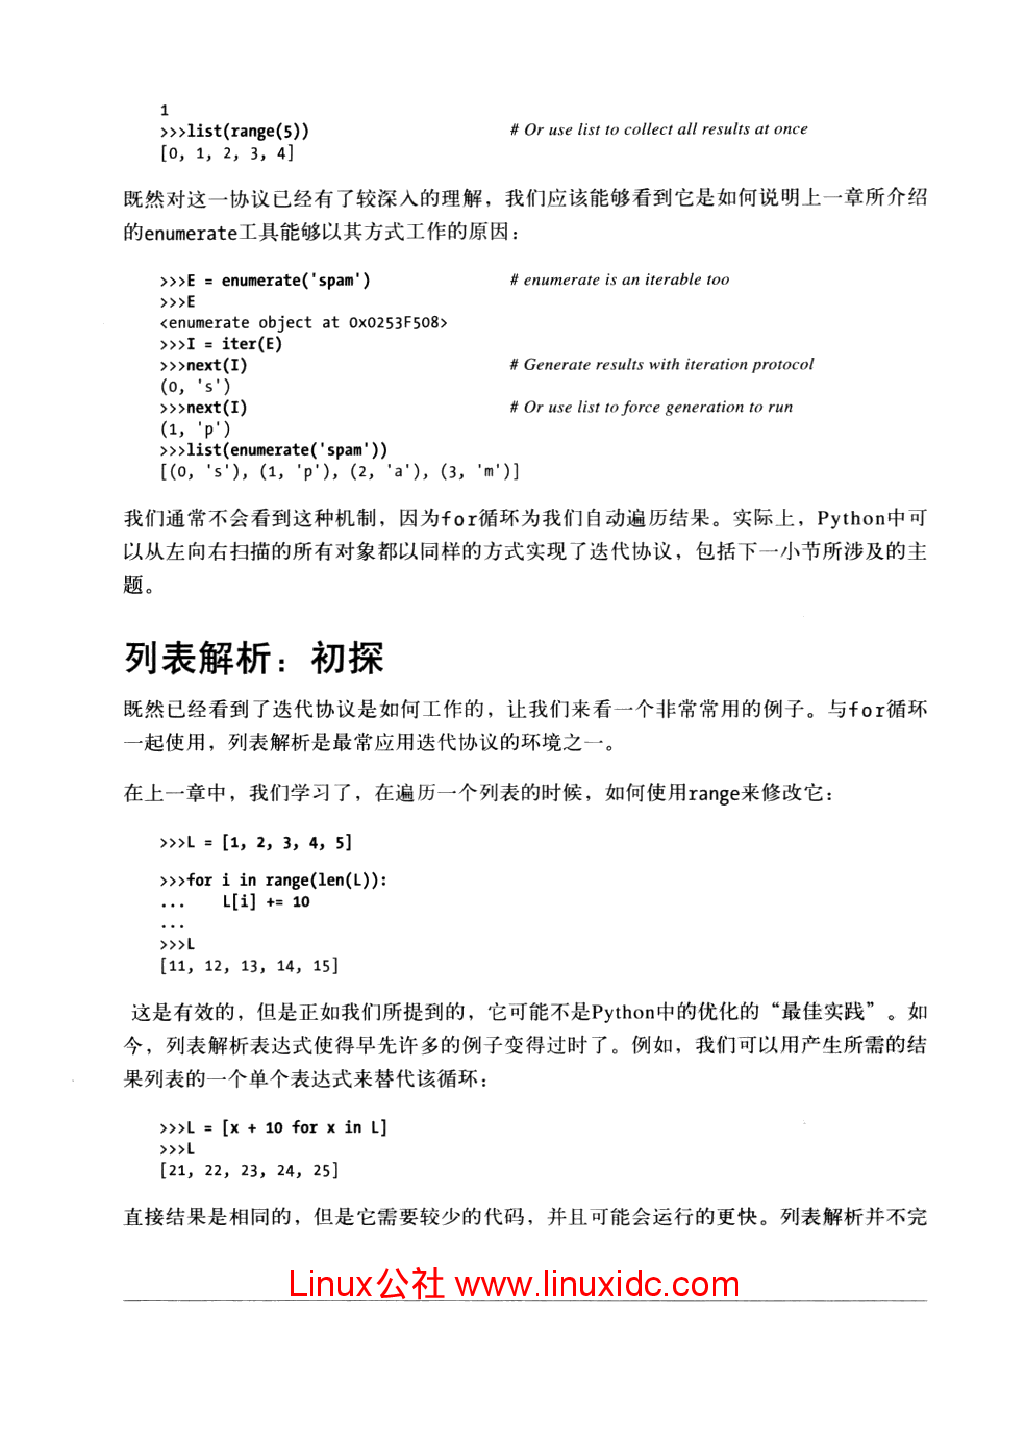 1
>>>list(range(5)) # Or use list to collect all results at once
[0, 1, 2, 3, 4]
既然对这一协议已经有了较深入的理解，我们应该能够看到它是如何说明上一章所介绍
的enumerate工具能够以其方式工作的原因：
>>>E = enumerate('spam') # enumerate is an iterable too
>>>E
<enumerate object at 0x0253F508>
>>>I = iter(E)
>>>next(I) # Generate results with iteration protocol
(0, 's')
>>>next(I) # Or use list to force generation to run
(1, 'p')
>>>list(enumerate('spam'))
[(0, 's'), (1, 'p'), (2, 'a'), (3, 'm')]
我们通常不会看到这种机制，因为for循环为我们自动遍历结果。实际上，Python中可
以从左向右扫描的所有对象都以同样的方式实现了迭代协议，包括下一小节所涉及的主
题。
列表解析：初探
既然已经看到了迭代协议是如何工作的，让我们来看一个非常常用的例子。与for循环
一起使用，列表解析是最常应用迭代协议的环境之一。
在上一章中，我们学习了，在遍历一个列表的时候，如何使用range来修改它：
>>>L = [1, 2, 3, 4, 5]
>>>for i in range(len(L)):
... L[i] += 10
...
>>>L
[11, 12, 13, 14, 15]
这是有效的，但是正如我们所提到的，它可能不是Python中的优化的“最佳实践”。如
今，列表解析表达式使得早先许多的例子变得过时了。例如，我们可以用产生所需的结
果列表的一个单个表达式来替代该循环：
>>>L = [x + 10 for x in L]
>>>L
[21, 22, 23, 24, 25]
直接结果是相同的，但是它需要较少的代码，并且可能会运行的更快。列表解析并不完
Linux公社 www.linuxidc.com